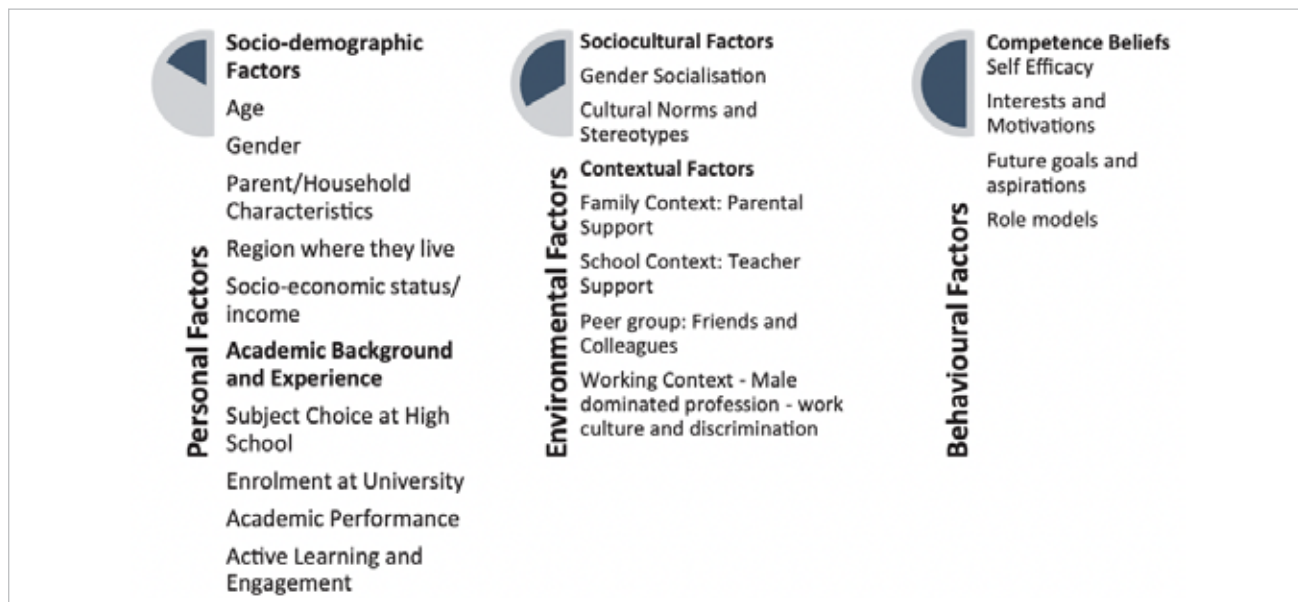 Personal Factors
Socio-demographic
Factors
Age
Gender
Parent/Household
Characteristics
Region where they live
Socio-economic status/
income
Academic Background
and Experience
Subject Choice at High
School
Enrolment at University
Academic Performance
Active Learning and
Engagement
Environmental Factors
Sociocultural Factors
Gender Socialisation
Cultural Norms and
Stereotypes
Contextual Factors
Family Context: Parental
Support
School Context: Teacher
Support
Peer group: Friends and
Colleagues
Working Context - Male
dominated profession - work
culture and discrimination
Behavioural Factors
Competence Beliefs
Self Efficacy
Interests and
Motivations
Future goals and
aspirations
Role models